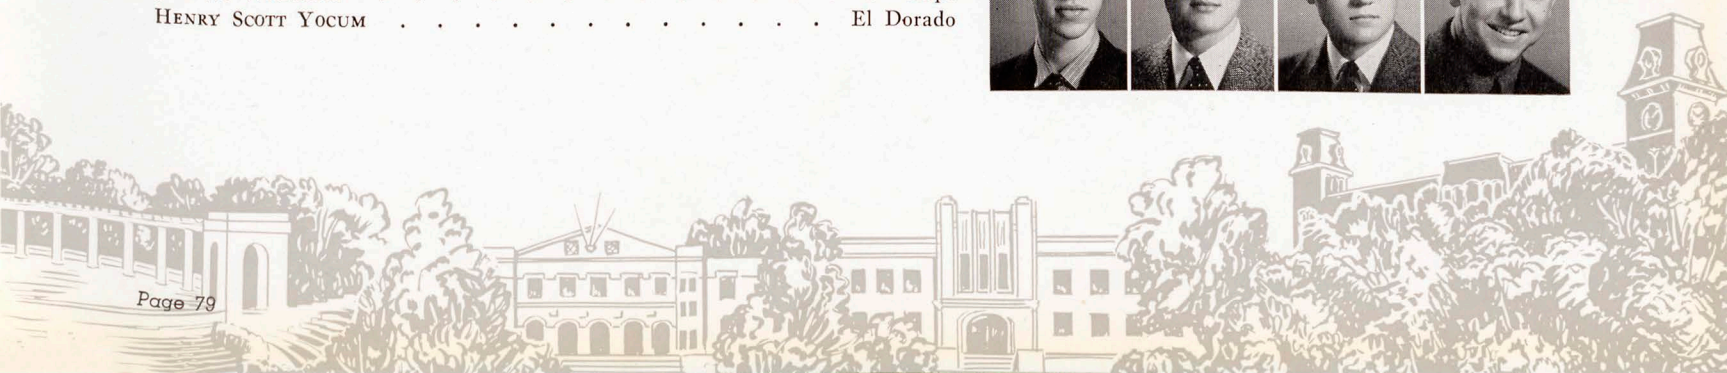 HENRY SCOTT YOCUM . . . . . . . . . . . . El Dorado
Page 79